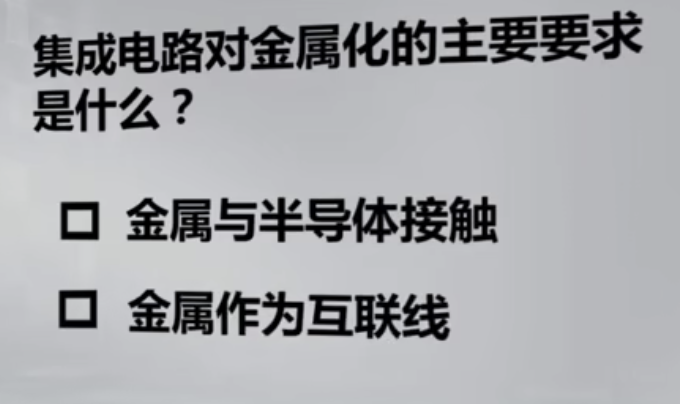 集成电路对金属化的主要要求
是什么？
金属与半导体接触
金属作为互联线